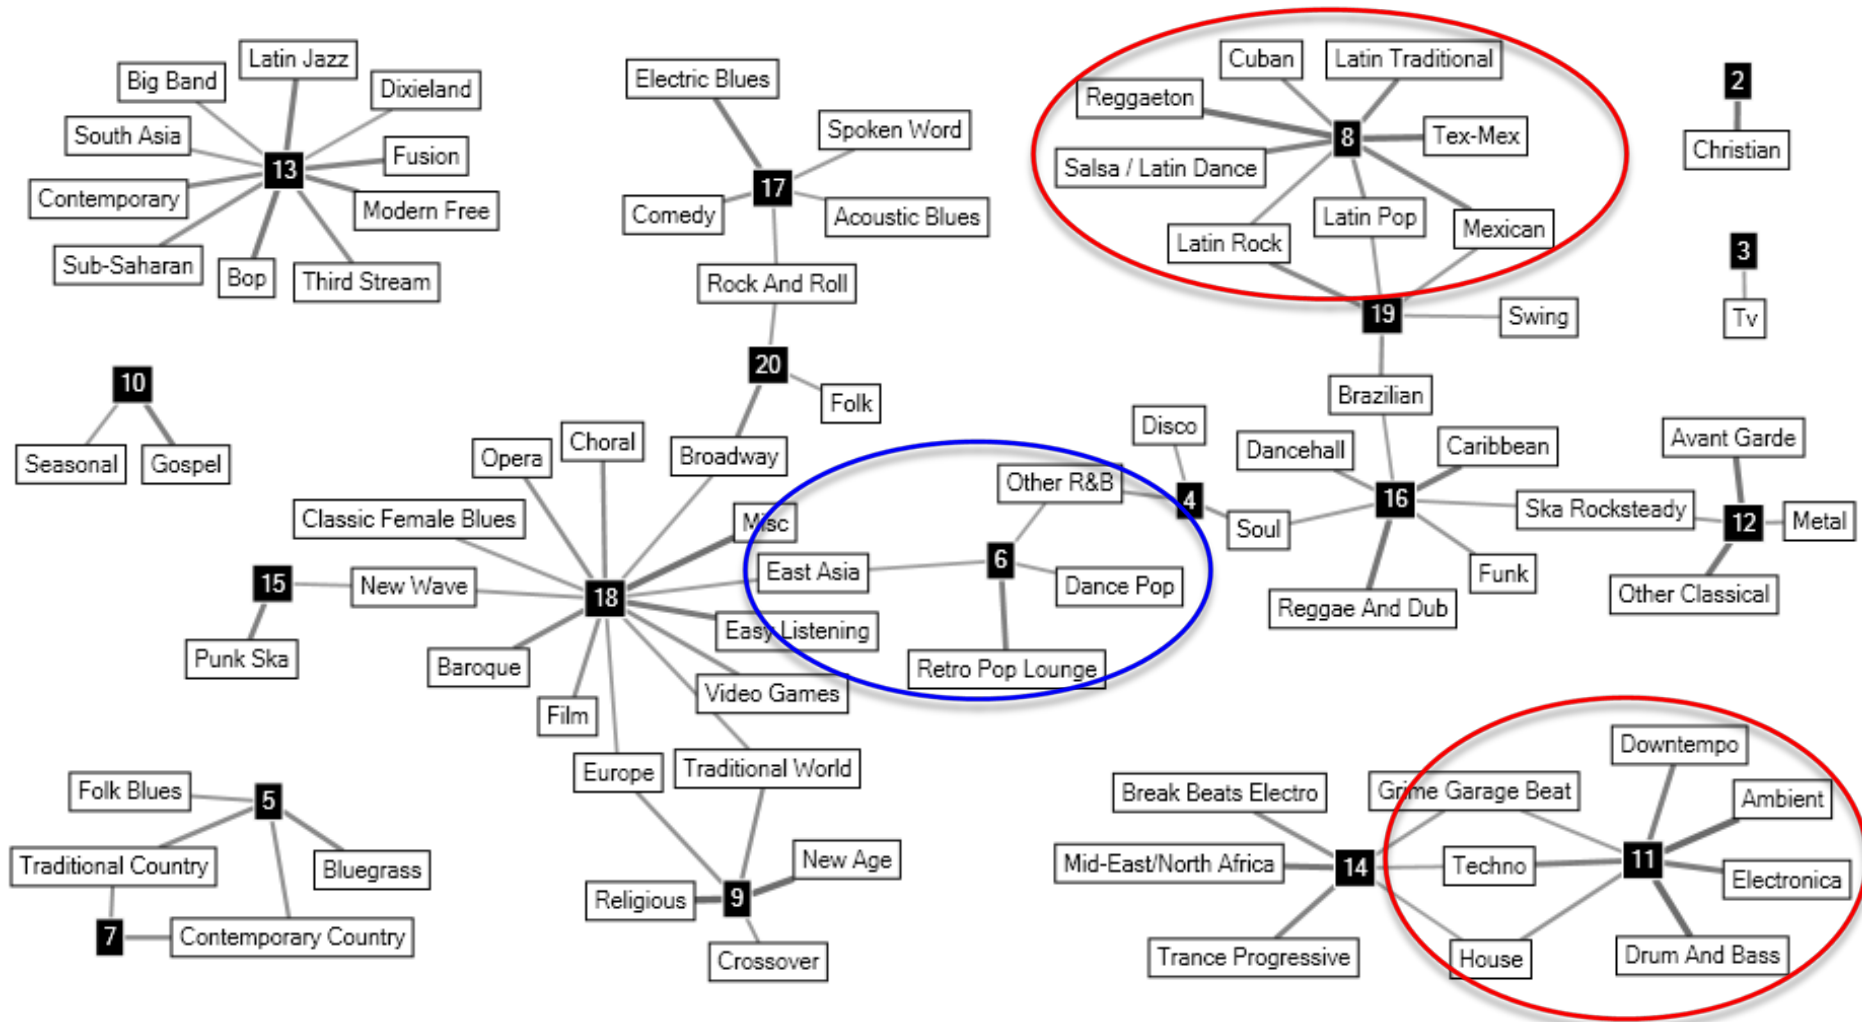 Latin Jazz
Big Band
Dixieland
South Asia
Fusion
13
Contemporary
Modern Free
Sub-Saharan
Bop
Third Stream
Electric Blues
Spoken Word
17
Comedy
Acoustic Blues
Rock And Roll
20
Folk
Broadway
Cuban
Latin Traditional
Reggaeton
8
Tex-Mex
Salsa / Latin Dance
Latin Pop
Latin Rock
Mexican
19
Swing
Brazilian
2
Christian
3
Tv
10
Seasonal
Gospel
Choral
Opera
Classic Female Blues
Misc
15
New Wave
18
East Asia
Punk Ska
Baroque
Easy Listening
Film
Video Games
Europe
Traditional World
Other R&B
6
Dance Pop
Retro Pop Lounge
Disco
4
Soul
Dancehall
Caribbean
16
Ska Rocksteady
Funk
Reggae And Dub
Avant Garde
12
Metal
Other Classical
Folk Blues
5
Traditional Country
Bluegrass
7
Contemporary Country
New Age
Religious
9
Crossover
Break Beats Electro
Grime Garage Beat
Mid-East/North Africa
14
Techno
Trance Progressive
House
Downtempo
Ambient
11
Electronica
Drum And Bass